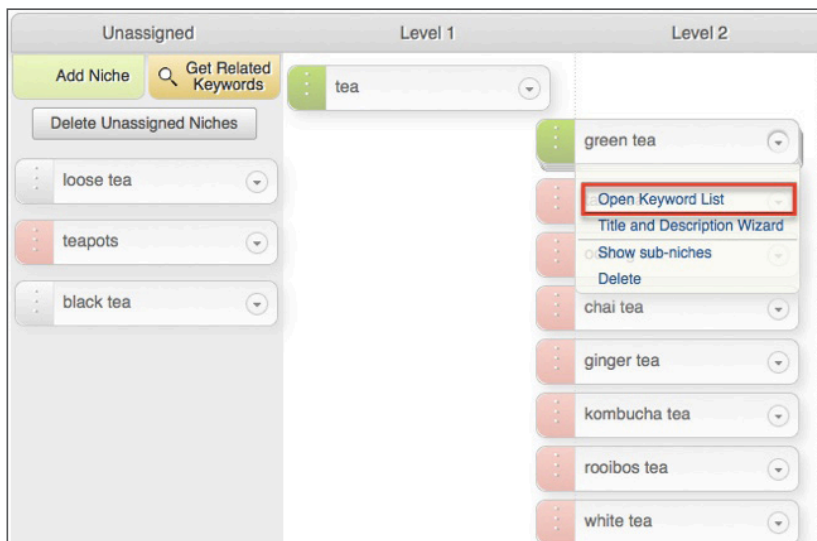 Unassigned
Level 1
Level 2
Add Niche
Get Related
Keywords
Delete Unassigned Niches
loose tea
teapots
black tea
tea
green tea
Open Keyword List
Title and Description Wizard
Show sub-niches
Delete
chai tea
ginger tea
kombucha tea
rooibos tea
white tea